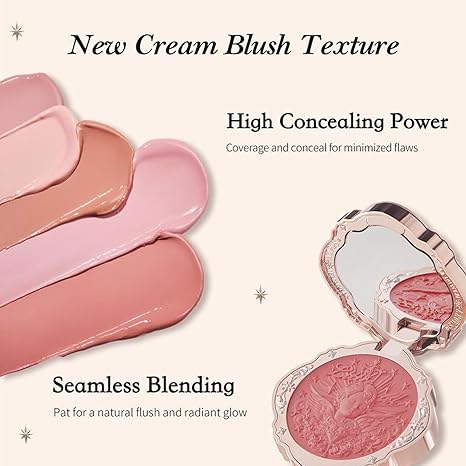 New Cream Blush Texture
High Concealing Power
Coverage and conceal for minimized flaws
Seamless Blending
Pat for a natural flush and radiant glow